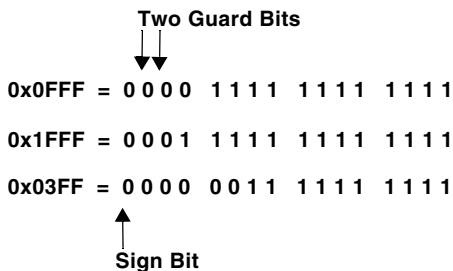 Two Guard Bits
0x0FFF = 0 0 0 0 1 1 1 1 1 1 1 1 1 1 1 1
0x1FFF = 0 0 0 1 1 1 1 1 1 1 1 1 1 1 1 1
0x03FF = 0 0 0 0 0 0 1 1 1 1 1 1 1 1 1 1
Sign Bit